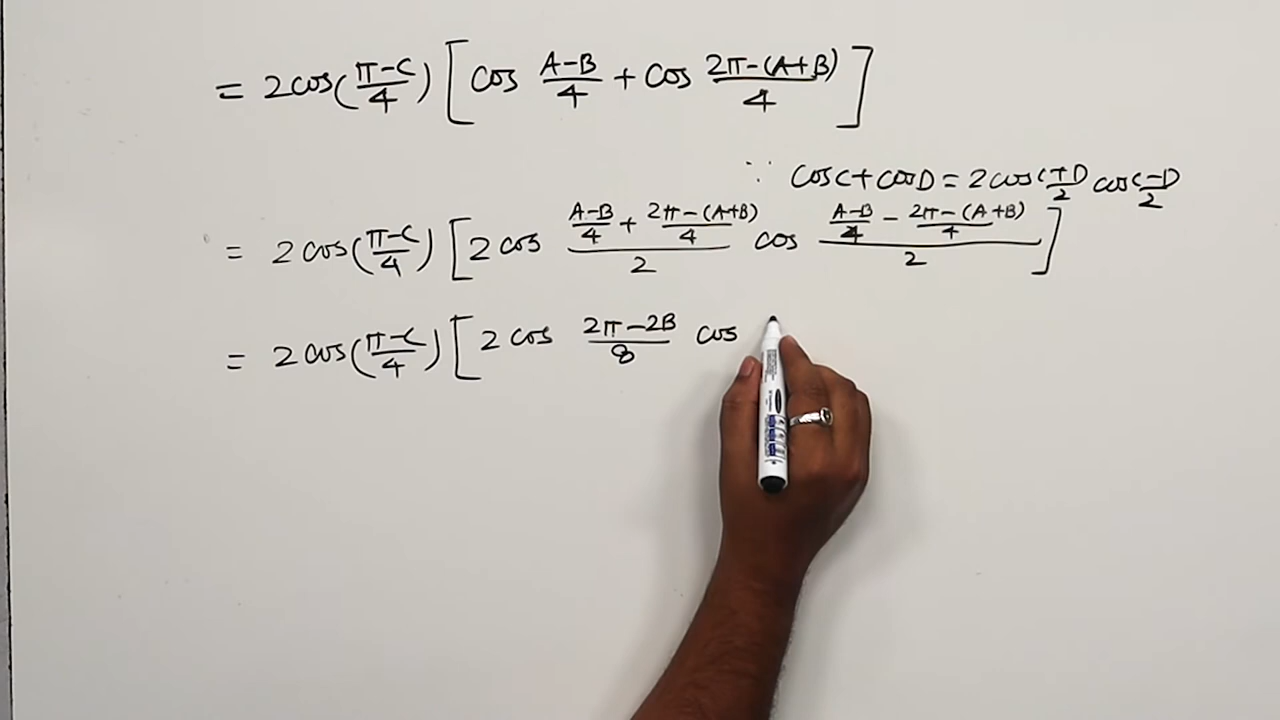 = 2cos(π-C/4) [cos A-B/4 + cos 2π-(A+B)/4]
∵ cosC+cosD = 2cos C+D/2 cos C-D/2
= 2cos(π-C/4) [2cos (A-B/4 + 2π-(A+B)/4)/2 cos (A-B/4 - 2π-(A+B)/4)/2]
= 2cos(π-C/4) [2cos 2π-2B/8 cos